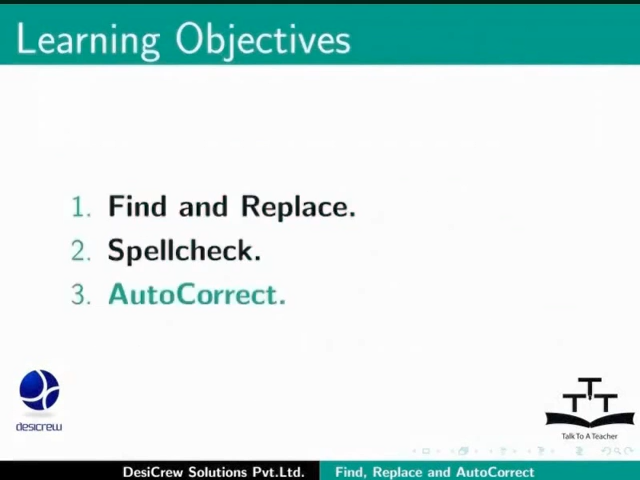 Learning Objectives
1. Find and Replace.
2. Spellcheck.
3. AutoCorrect.
desicrew
TTT
Talk To A Teacher
DesiCrew Solutions Pvt.Ltd. Find, Replace and AutoCorrect